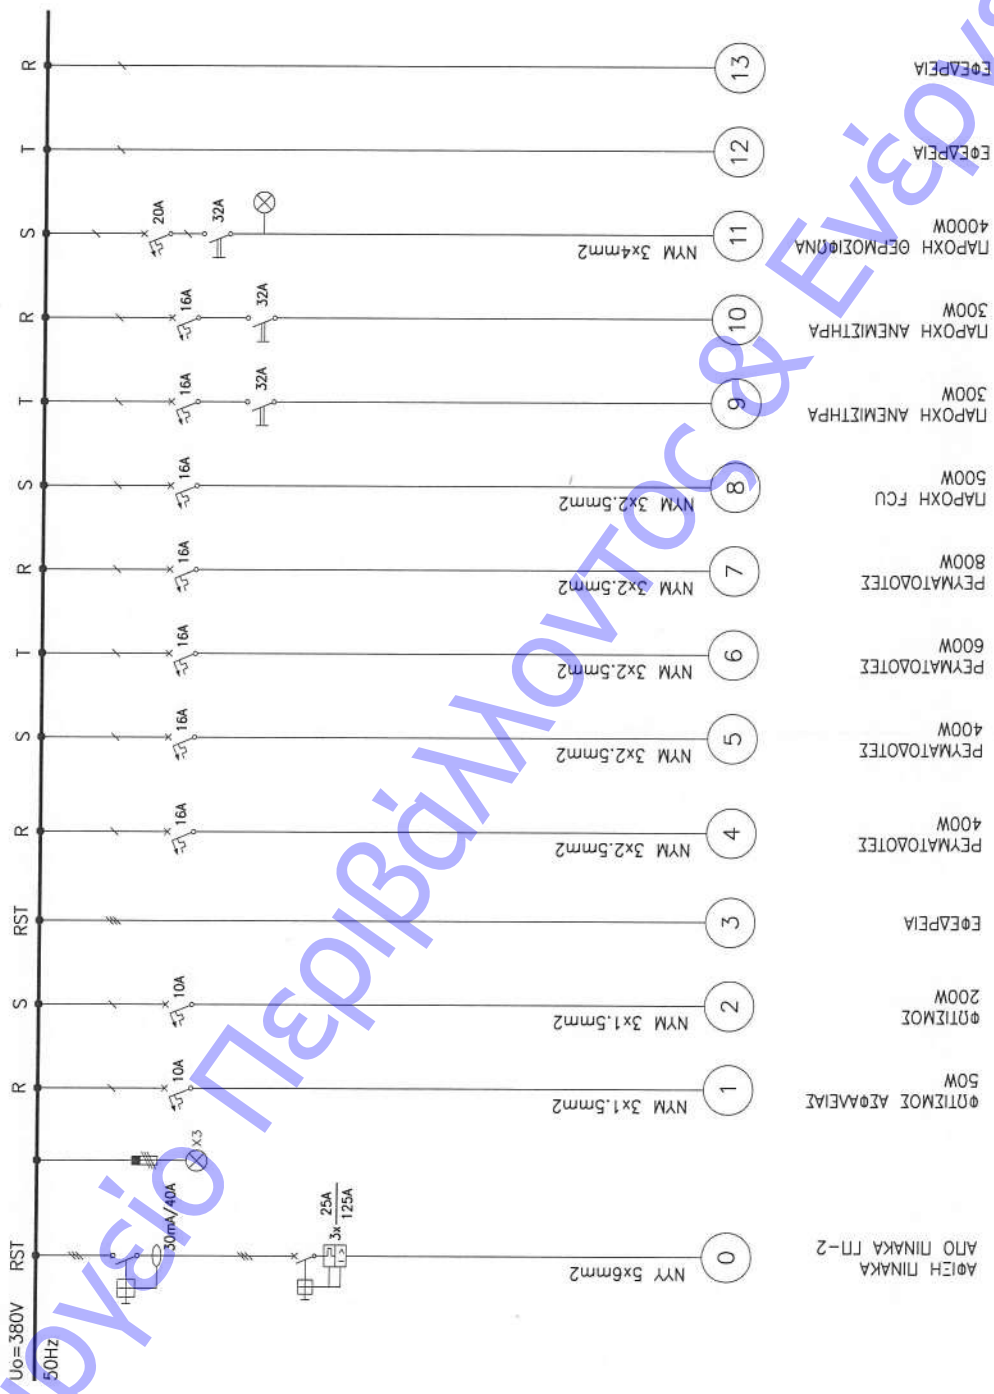 Uo=380V
50Hz
RST
30mA/40A
3x 25A
125A
NYY 5x6mm2
0
ΑΦΙΞΗ ΠΙΝΑΚΑ
ΑΠΟ ΠΙΝΑΚΑ ΓΠ-2
X3
R
10A
NYM 3x1.5mm2
1
ΦΩΤΙΣΜΟΣ ΑΣΦΑΛΕΙΑΣ
50W
S
10A
NYM 3x1.5mm2
2
ΦΩΤΙΣΜΟΣ
200W
RST
3
ΕΦΕΔΡΕΙΑ
R
16A
NYM 3x2.5mm2
4
ΡΕΥΜΑΤΟΔΟΤΕΣ
400W
S
16A
NYM 3x2.5mm2
5
ΡΕΥΜΑΤΟΔΟΤΕΣ
400W
T
16A
NYM 3x2.5mm2
6
ΡΕΥΜΑΤΟΔΟΤΕΣ
600W
R
16A
NYM 3x2.5mm2
7
ΡΕΥΜΑΤΟΔΟΤΕΣ
800W
S
16A
NYM 3x2.5mm2
8
ΠΑΡΟΧΗ FCU
500W
T
16A
32A
9
ΠΑΡΟΧΗ ΑΝΕΜΙΣΤΗΡΑ
300W
R
16A
32A
10
ΠΑΡΟΧΗ ΑΝΕΜΙΣΤΗΡΑ
300W
S
20A
32A
NYM 3x4mm2
11
ΠΑΡΟΧΗ ΘΕΡΜΟΣΙΦΩΝΑ
4000W
T
12
ΕΦΕΔΡΕΙΑ
R
13
ΕΦΕΔΡΕΙΑ
Περιβάλλοντος &